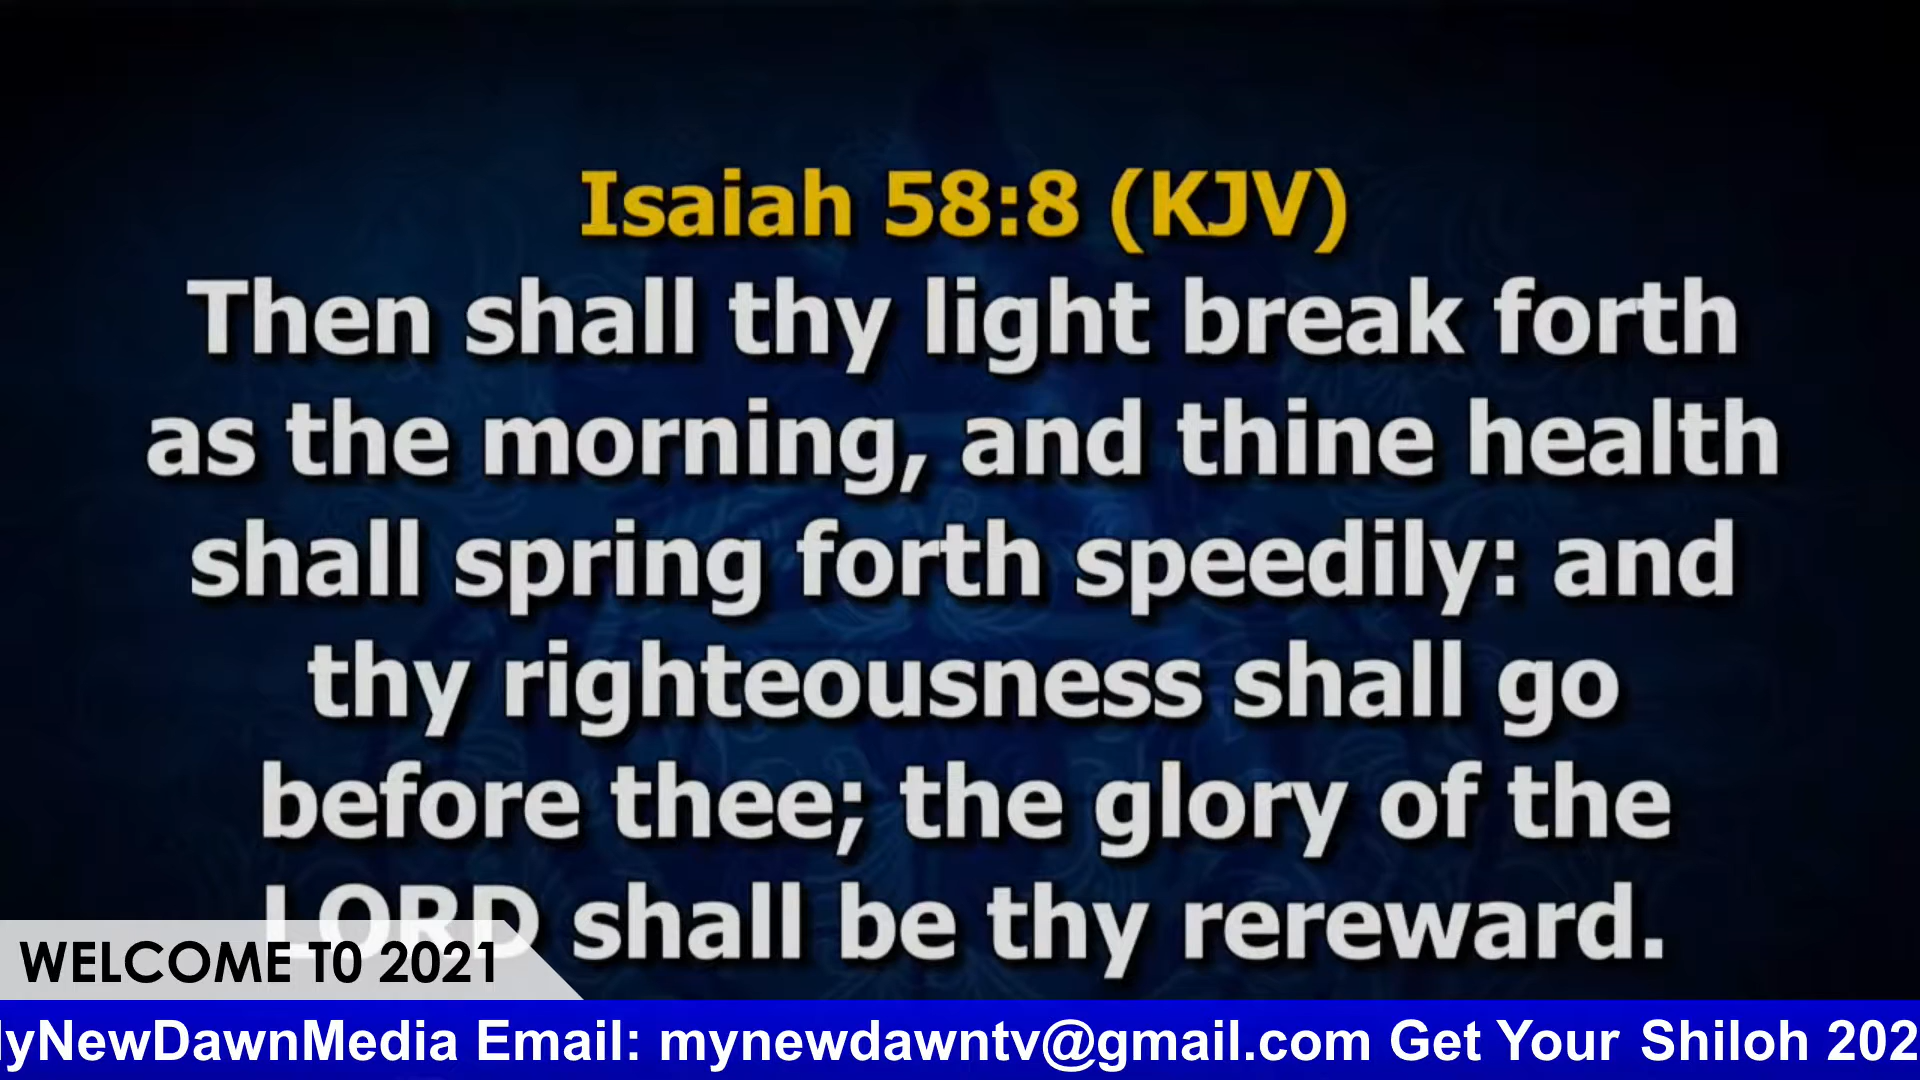 Isaiah 58:8 (KJV)
Then shall thy light break forth
as the morning, and thine health
shall spring forth speedily: and
thy righteousness shall go
before thee; the glory of the
LORD shall be thy rereward.
WELCOME T0 2021
yNewDawnMedia Email: mynewdawntv@gmail.com Get Your Shiloh 202